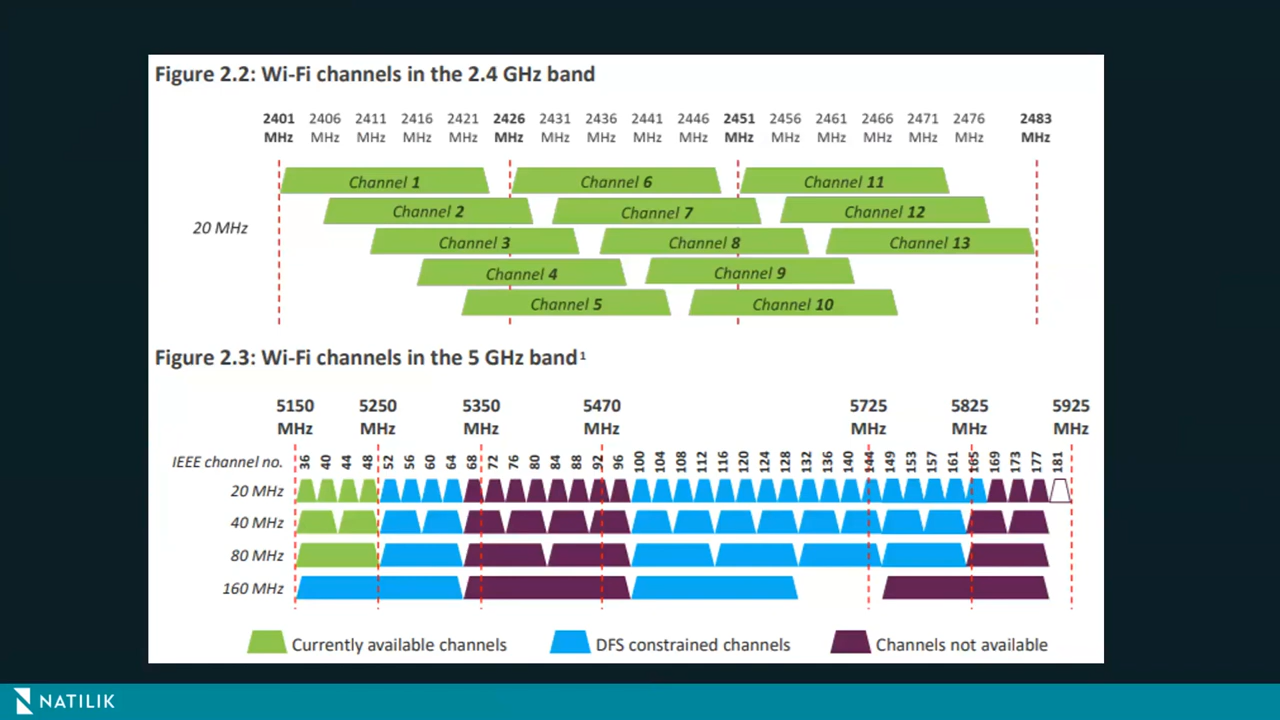 Figure 2.2: Wi-Fi channels in the 2.4 GHz band
2401 2406 2411 2416 2421 2426 2431 2436 2441 2446 2451 2456 2461 2466 2471 2476 2483
MHz MHz MHz MHz MHz MHz MHz MHz MHz MHz MHz MHz MHz MHz MHz MHz MHz
Channel 1 Channel 6 Channel 11
Channel 2 Channel 7 Channel 12
20 MHz
Channel 3 Channel 8 Channel 13
Channel 4 Channel 9
Channel 5 Channel 10
Figure 2.3: Wi-Fi channels in the 5 GHz band¹
5150 5250 5350 5470 5725 5825 5925
MHz MHz MHz MHz MHz MHz MHz
IEEE channel no. 36 40 44 48 52 56 60 64 68 72 76 80 84 88 92 96 100 104 108 112 116 120 124 128 132 136 140 144 149 153 157 161 165 169 173 177 181
20 MHz
40 MHz
80 MHz
160 MHz
Currently available channels DFS constrained channels Channels not available
NATILIK